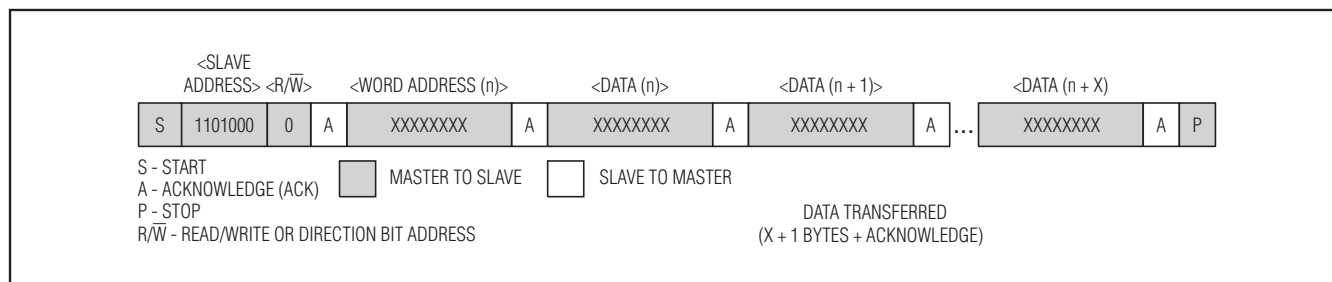 <SLAVE
ADDRESS> <R/W̅> <WORD ADDRESS (n)> <DATA (n)> <DATA (n + 1)> <DATA (n + X)
S 1101000 0 A XXXXXXXX A XXXXXXXX A XXXXXXXX A ... XXXXXXXX A P
S - START
A - ACKNOWLEDGE (ACK) MASTER TO SLAVE SLAVE TO MASTER
P - STOP
R/W̅ - READ/WRITE OR DIRECTION BIT ADDRESS
DATA TRANSFERRED
(X + 1 BYTES + ACKNOWLEDGE)